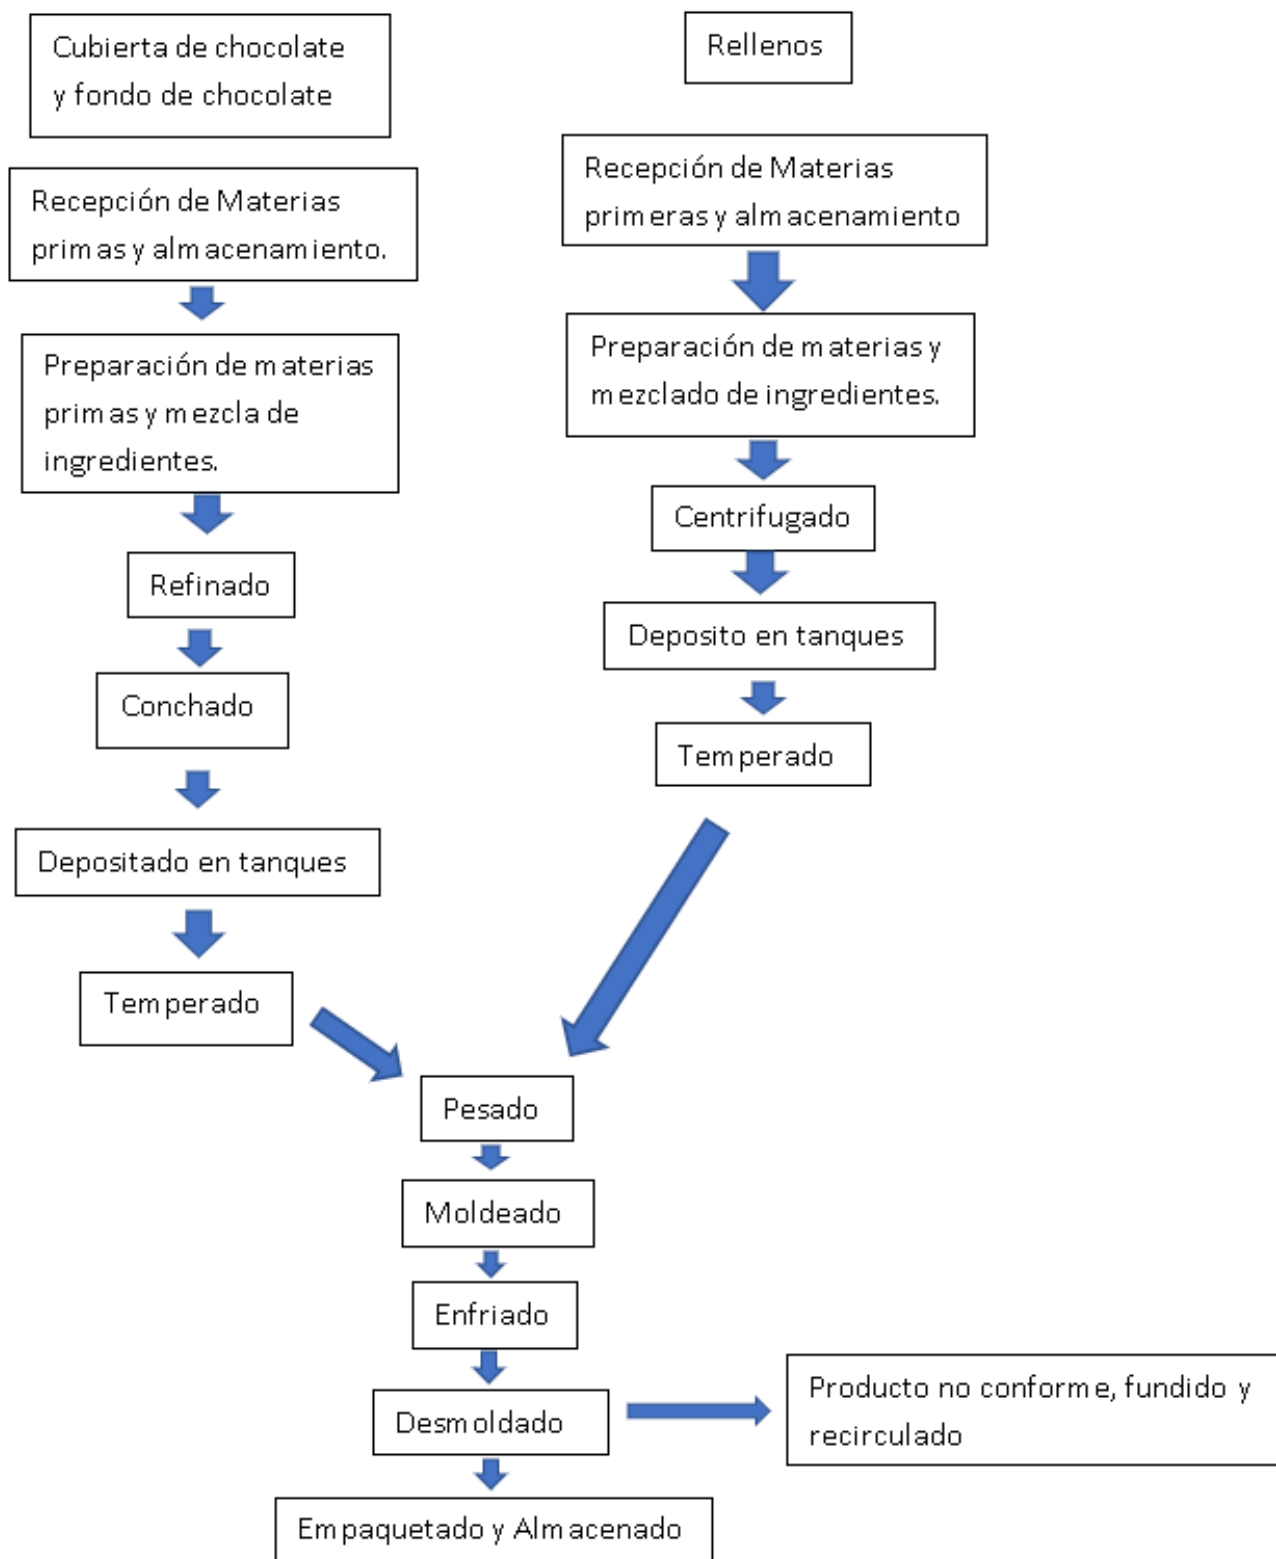 Cubierta de chocolate
y fondo de chocolate
Recepción de Materias
primas y almacenamiento.
Preparación de materias
primas y mezcla de
ingredientes.
Refinado
Conchado
Depositado en tanques
Temperado
Rellenos
Recepción de Materias
primeras y almacenamiento
Preparación de materias y
mezclado de ingredientes.
Centrifugado
Deposito en tanques
Temperado
Pesado
Moldeado
Enfriado
Desmoldado
Producto no conforme, fundido y
recirculado
Empaquetado y Almacenado